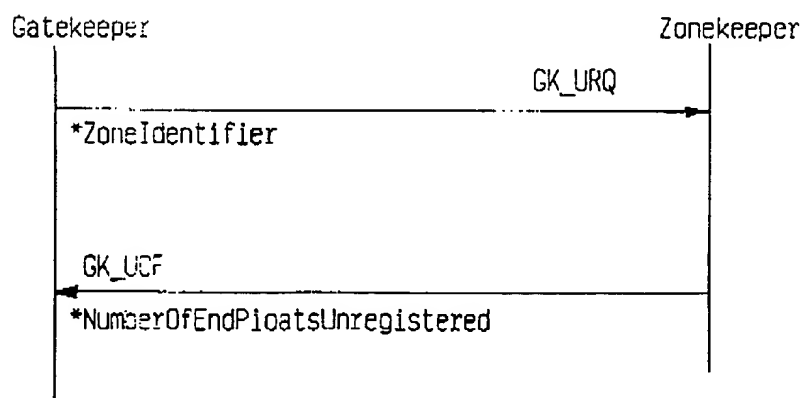 Gatekeeper Zonekeeper
GK_URQ
*ZoneIdentifier
GK_UCF
*NumberOfEndPioatsUnregistered